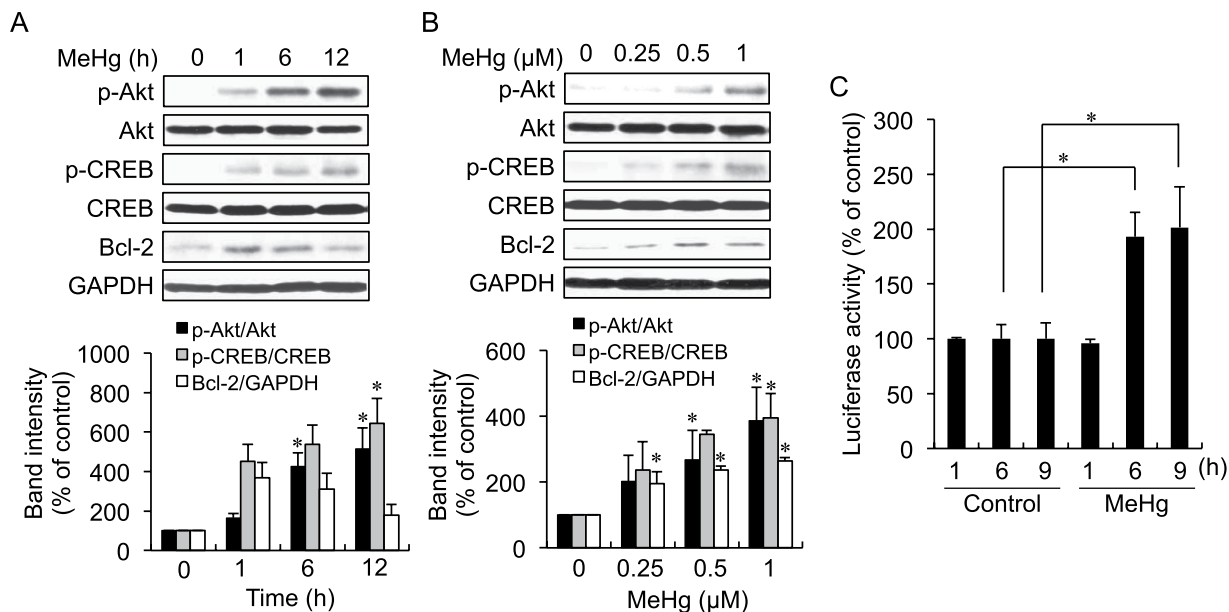 A
MeHg (h) 0 1 6 12
p-Akt
Akt
p-CREB
CREB
Bcl-2
GAPDH
p-Akt/Akt
p-CREB/CREB
Bcl-2/GAPDH
Band intensity
(% of control)
1000
800
600
400
200
0
* * *
0 1 6 12
Time (h)
B
MeHg (µM) 0 0.25 0.5 1
p-Akt
Akt
p-CREB
CREB
Bcl-2
GAPDH
p-Akt/Akt
p-CREB/CREB
Bcl-2/GAPDH
Band intensity
(% of control)
600
400
200
0
* * * * * *
0 0.25 0.5 1
MeHg (µM)
C
Luciferase activity (% of control)
300
250
200
150
100
50
0
*
*
1 6 9 1 6 9 (h)
Control MeHg